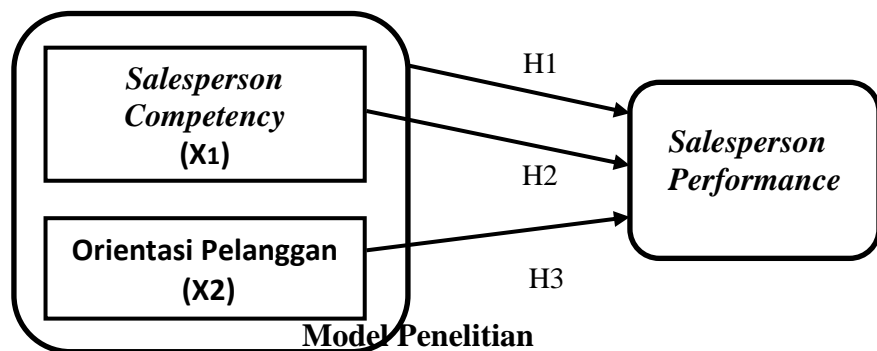 Salesperson
Competency
(X1)
Orientasi Pelanggan
(X2)
H1
H2
H3
Salesperson
Performance
Model Penelitian